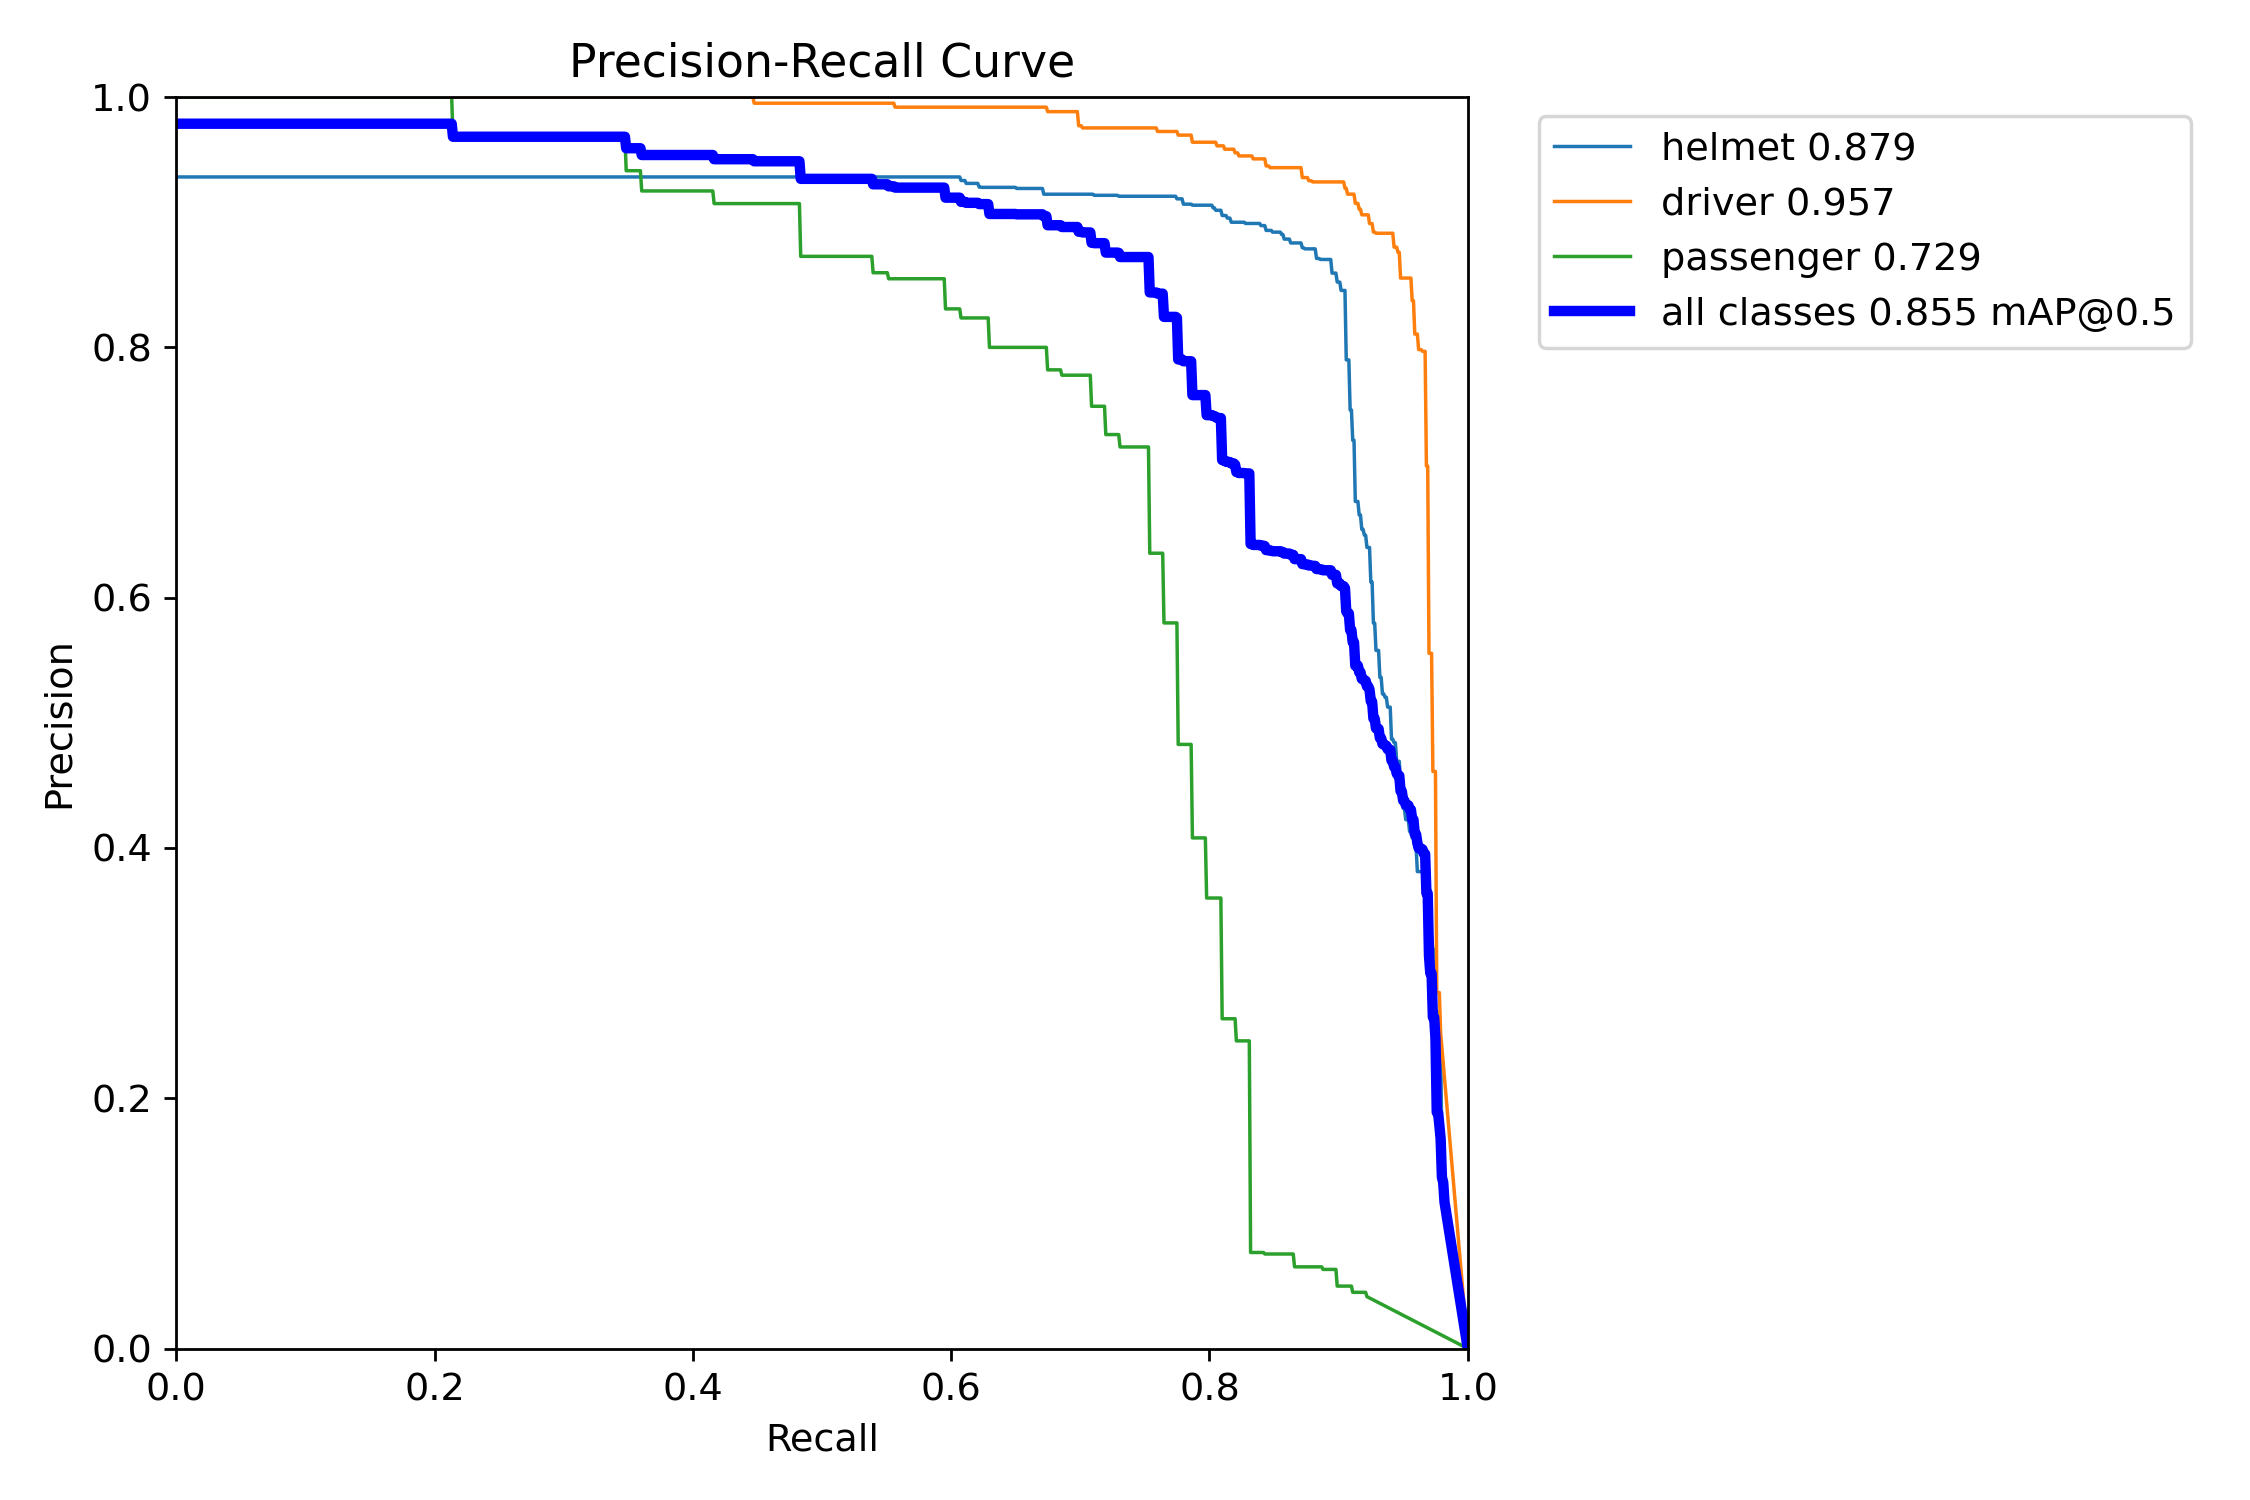 Precision-Recall Curve
1.0
0.8
0.6
0.4
0.2
0.0
Precision
0.0 0.2 0.4 0.6 0.8 1.0
Recall
helmet 0.879
driver 0.957
passenger 0.729
all classes 0.855 mAP@0.5